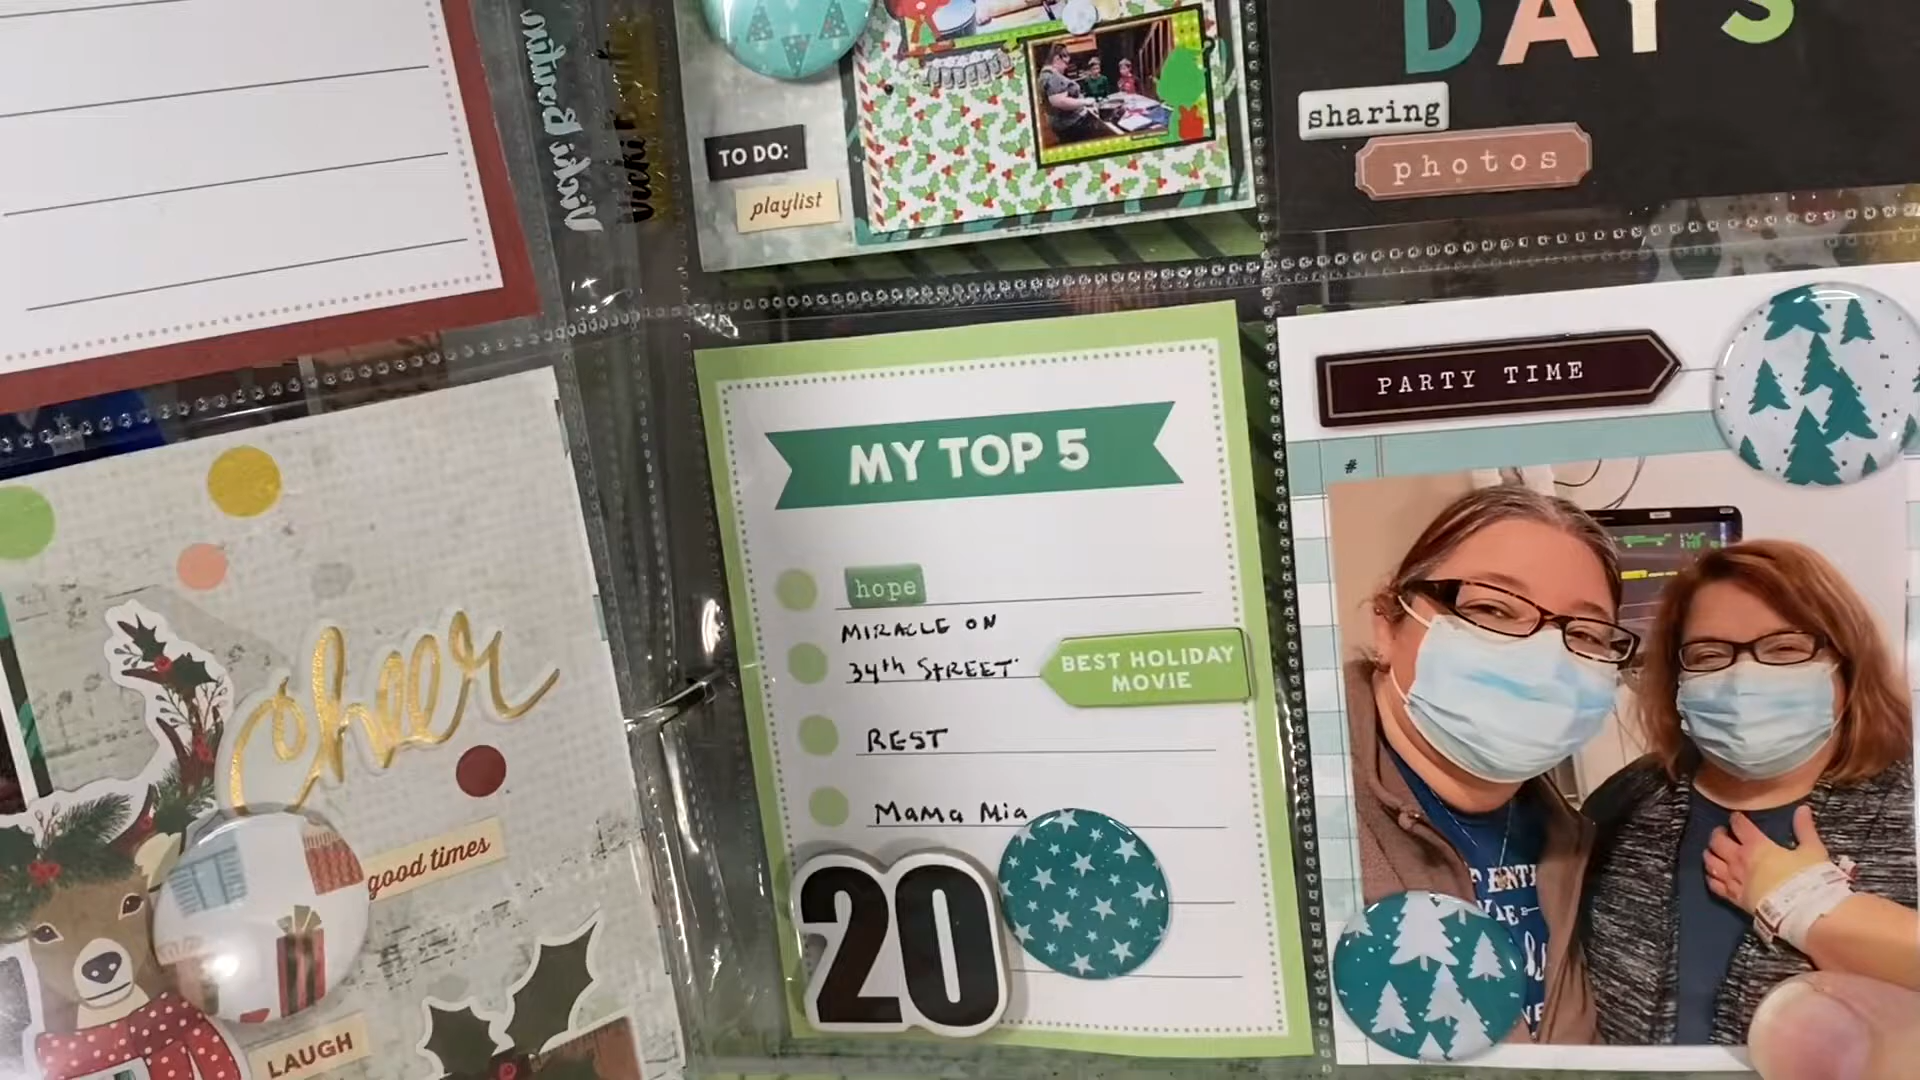 DAYS
sharing
photos
TO DO:
playlist
PARTY TIME
#
MY TOP 5
hope
MIRACLE ON
34th STREET
BEST HOLIDAY
MOVIE
REST
Mama Mia
20
cheer
good times
LAUGH